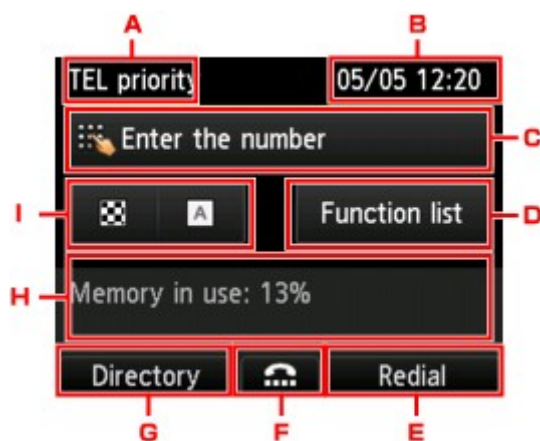 A B
TEL priority 05/05 12:20
Enter the number C
I A Function list D
H Memory in use: 13%
Directory Redial
G F E